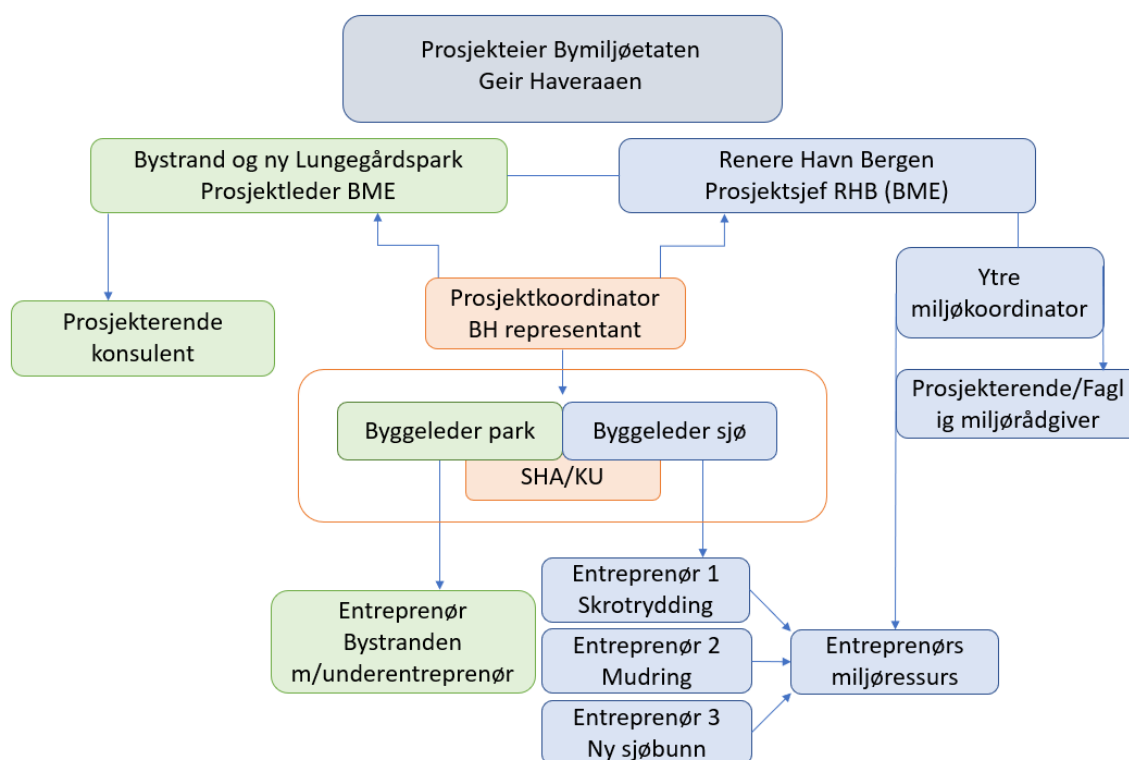 Prosjekteier Bymiljøetaten
Geir Haveraaen
Bystrand og ny Lungegårdspark
Prosjektleder BME
Renere Havn Bergen
Prosjektsjef RHB (BME)
Ytre
miljøkoordinator
Prosjektkoordinator
BH representant
Prosjekterende
konsulent
Prosjekterende/Fagl
ig miljørådgiver
Byggeleder park
Byggeleder sjø
SHA/KU
Entreprenør 1
Skrotrydding
Entreprenør
Bystranden
m/underentreprenør
Entreprenør 2
Mudring
Entreprenørs
miljøressurs
Entreprenør 3
Ny sjøbunn